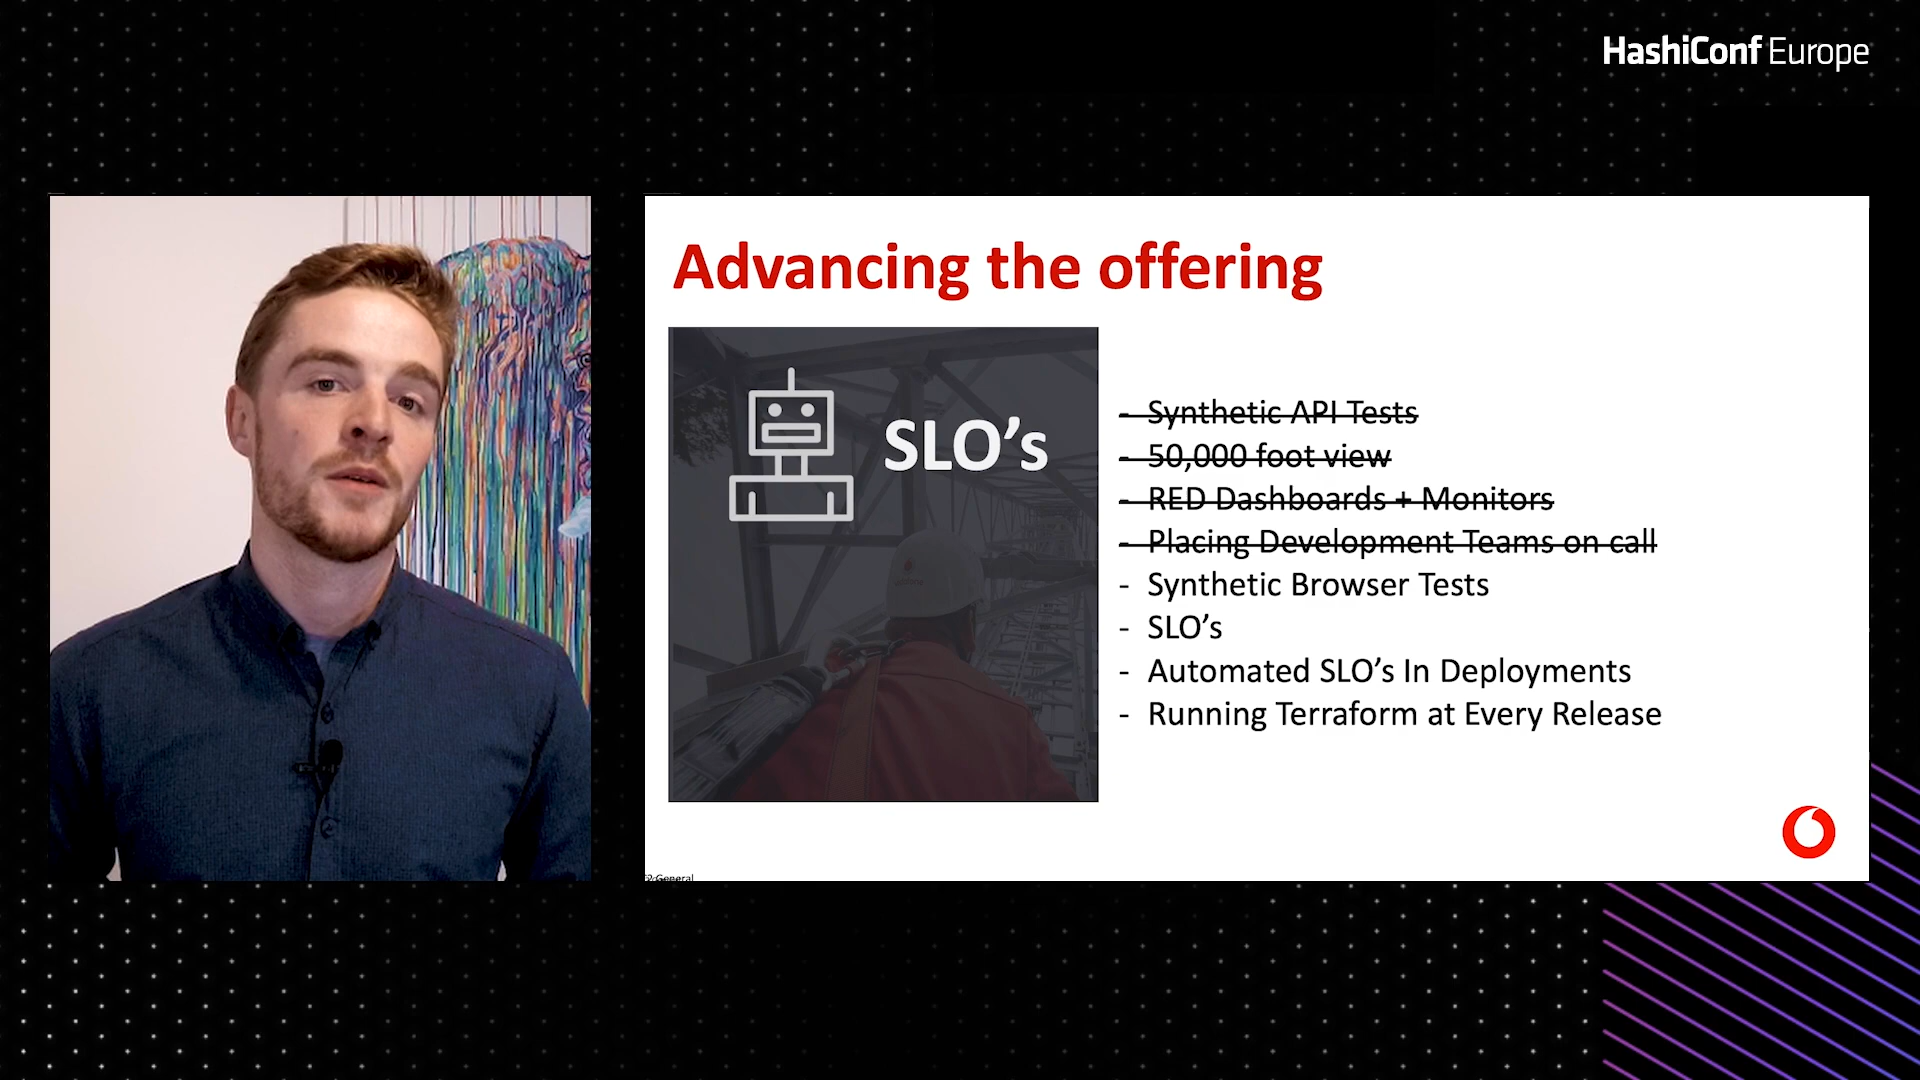 HashiConf Europe
Advancing the offering
SLO's
- Synthetic API Tests
- 50,000 foot view
- RED Dashboards + Monitors
- Placing Development Teams on call
- Synthetic Browser Tests
- SLO's
- Automated SLO's In Deployments
- Running Terraform at Every Release
General